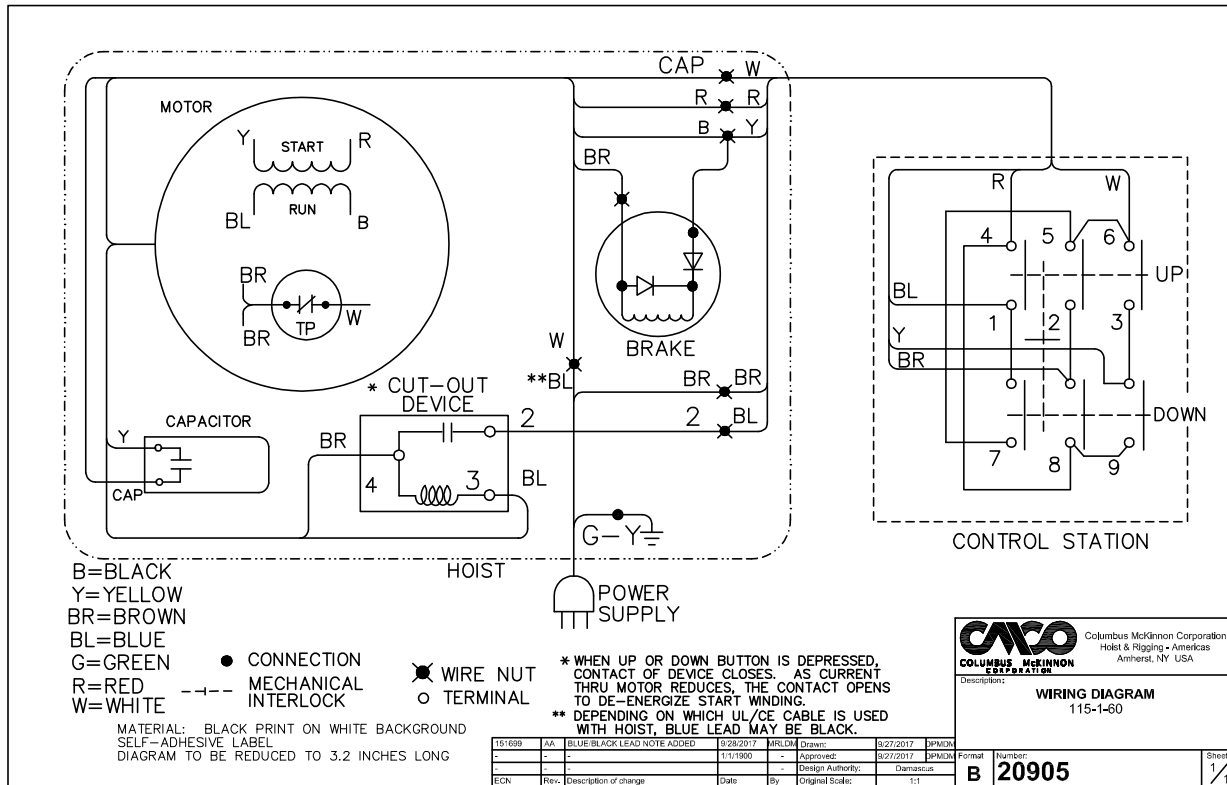 CAP W
MOTOR
R R
Y START R
B Y
BR
RUN
BL B
R W
4 5 6
UP
BR
TP W
BR
BL
1 2 3
BRAKE
Y
BR
W
**BL
BR BR
* CUT-OUT
DEVICE
DOWN
CAPACITOR
2
2 BL
Y
BR
7 8 9
4 3 BL
CAP
G-Y
CONTROL STATION
HOIST
POWER
SUPPLY
B=BLACK
Y=YELLOW
BR=BROWN
BL=BLUE
G=GREEN
R=RED
W=WHITE
CONNECTION
MECHANICAL
INTERLOCK
WIRE NUT
TERMINAL
* WHEN UP OR DOWN BUTTON IS DEPRESSED,
CONTACT OF DEVICE CLOSES. AS CURRENT
THRU MOTOR REDUCES, THE CONTACT OPENS
TO DE-ENERGIZE START WINDING.
** DEPENDING ON WHICH UL/CE CABLE IS USED
WITH HOIST, BLUE LEAD MAY BE BLACK.
MATERIAL: BLACK PRINT ON WHITE BACKGROUND
SELF-ADHESIVE LABEL
DIAGRAM TO BE REDUCED TO 3.2 INCHES LONG
CMCO
COLUMBUS McKINNON
CORPORATION
Columbus McKinnon Corporation
Hoist & Rigging - Americas
Amherst, NY USA
Description:
WIRING DIAGRAM
115-1-60
151699 AA BLUE/BLACK LEAD NOTE ADDED 9/28/2017 MRLDM Drawn: 9/27/2017 DPMDM
- - - 1/1/1900 - Approved: 9/27/2017 DPMDM
- - - - Design Authority: Damascus
ECN Rev. Description of change Date By Original Scale: 1:1
Format B
Number: 20905
Sheet 1/1